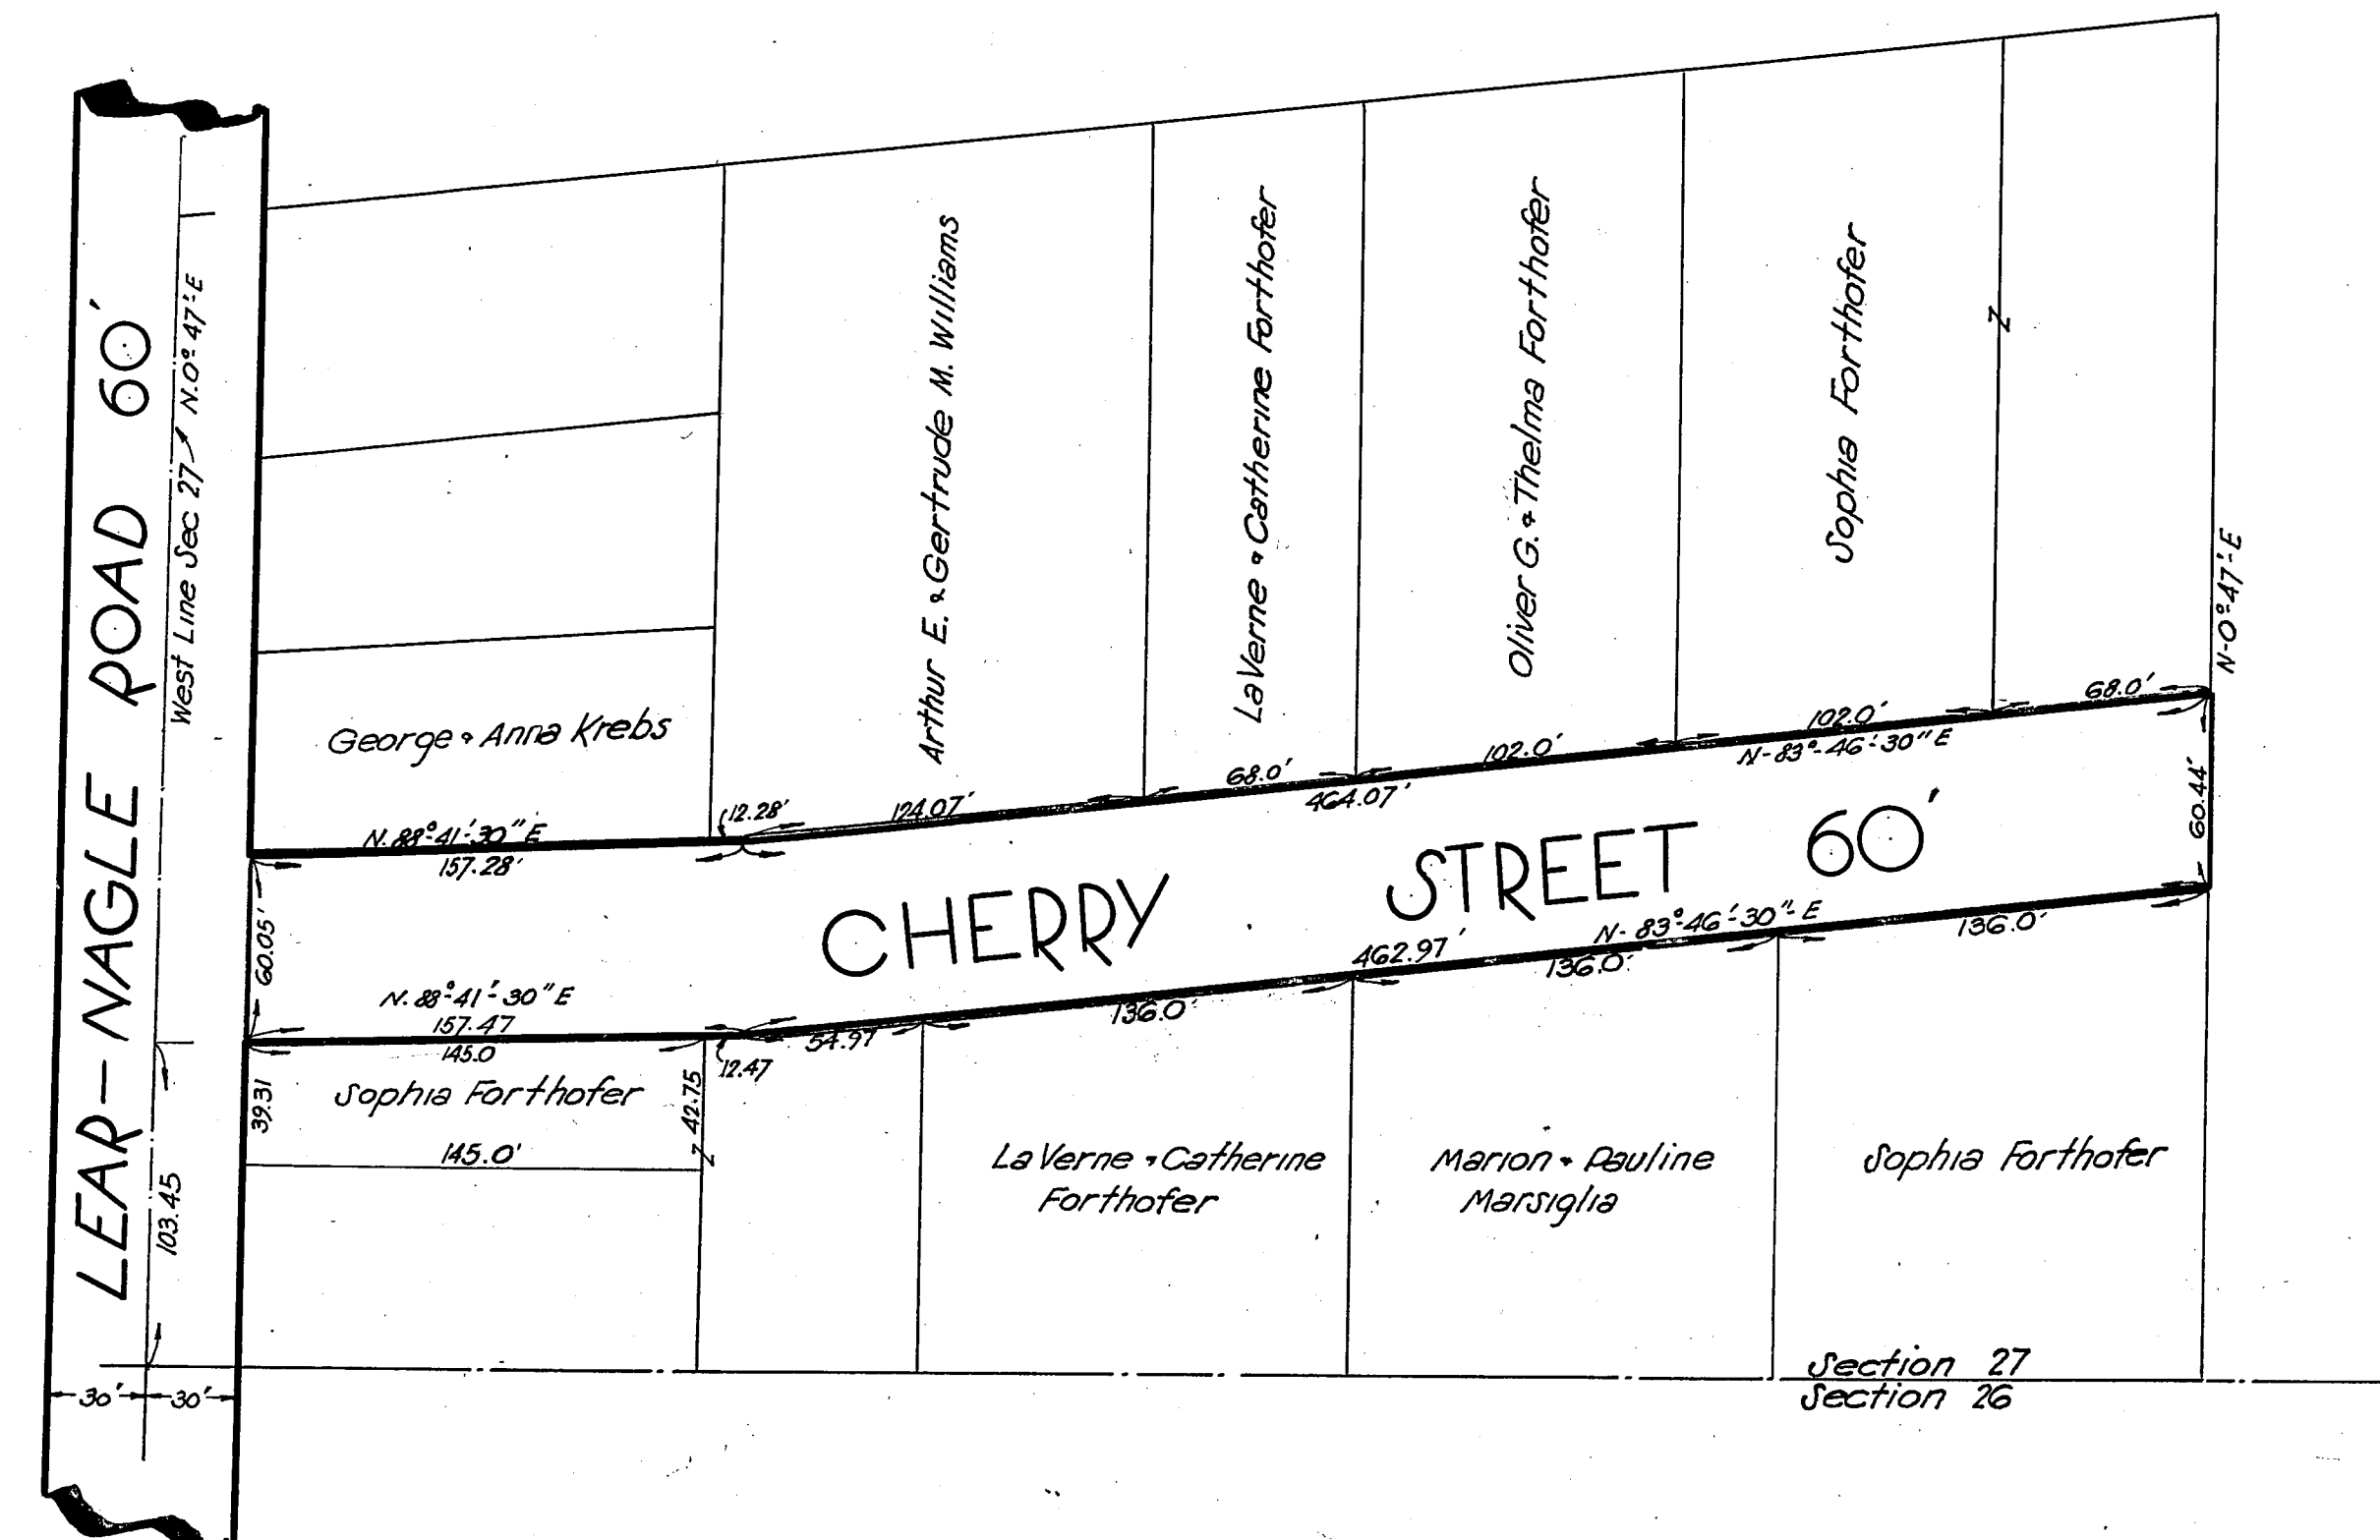 LEAR-NAGLE ROAD 60'
West Line Sec 27 N.0°-47'-E
George & Anna Krebs
Arthur E. & Gertrude M. Williams
LaVerne & Catherine Forthofer
Oliver G. & Thelma Forthofer
Sophia Forthofer
Z
N-0°-47'-E
68.0'
102.0'
N-83°-46'-30" E
102.0'
68.0'
464.07'
124.07'
12.28'
N. 88°-41'-30" E
157.28'
60.44'
CHERRY STREET 60'
60.05'
N-83°-46'-30"-E
462.97'
136.0'
136.0'
136.0'
54.97
N. 88°-41'-30" E
157.47
145.0
12.47
39.31
Sophia Forthofer
42.75
Z
145.0'
103.45
LaVerne & Catherine
Forthofer
Marion & Pauline
Marsiglia
Sophia Forthofer
Section 27
Section 26
30'
30'